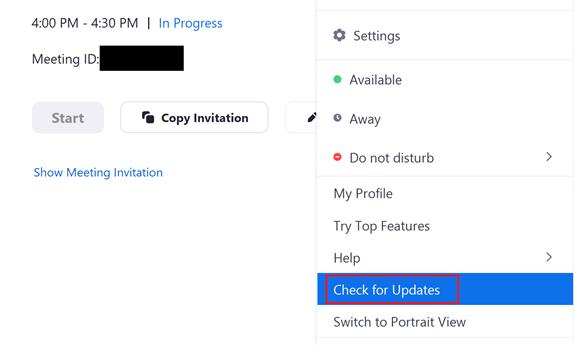 4:00 PM - 4:30 PM | In Progress
Meeting ID:
Start
Copy Invitation
Show Meeting Invitation
Settings
Available
Away
Do not disturb
My Profile
Try Top Features
Help
Check for Updates
Switch to Portrait View